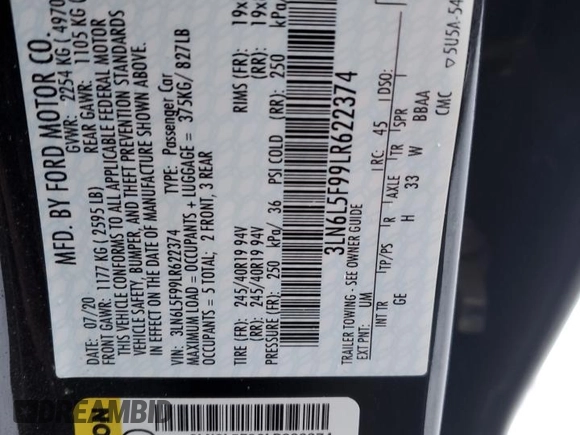 MFD. BY FORD MOTOR CO.
DATE: 07/20 GVWR: 2254 KG ( 4970
FRONT GAWR: 1177 KG ( 2595 LB) REAR GAWR: 1105 KG (
THIS VEHICLE CONFORMS TO ALL APPLICABLE FEDERAL MOTOR
VEHICLE SAFETY, BUMPER, AND THEFT PREVENTION STANDARDS
IN EFFECT ON THE DATE OF MANUFACTURE SHOWN ABOVE.
VIN: 3LN6L5F99LR622374 TYPE: Passenger Car
MAXIMUM LOAD = OCCUPANTS + LUGGAGE = 375KG/ 827LB
OCCUPANTS = 5 TOTAL; 2 FRONT, 3 REAR
TIRE (FR): 245/40R19 94V RIMS (FR): 19x
TIRE (RR): 245/40R19 94V (RR): 19x
PRESSURE (FR): 250 kPa/ 36 PSI COLD (RR): 250 kPa
3LN6L5F99LR622374
TRAILER TOWING - SEE OWNER GUIDE
EXT PNT: UM RC: 45 DSO:
INT TR TP/PS R AXLE TR SPR
GE H 33 W BBAA
CMC ▽5U5A-54
ION